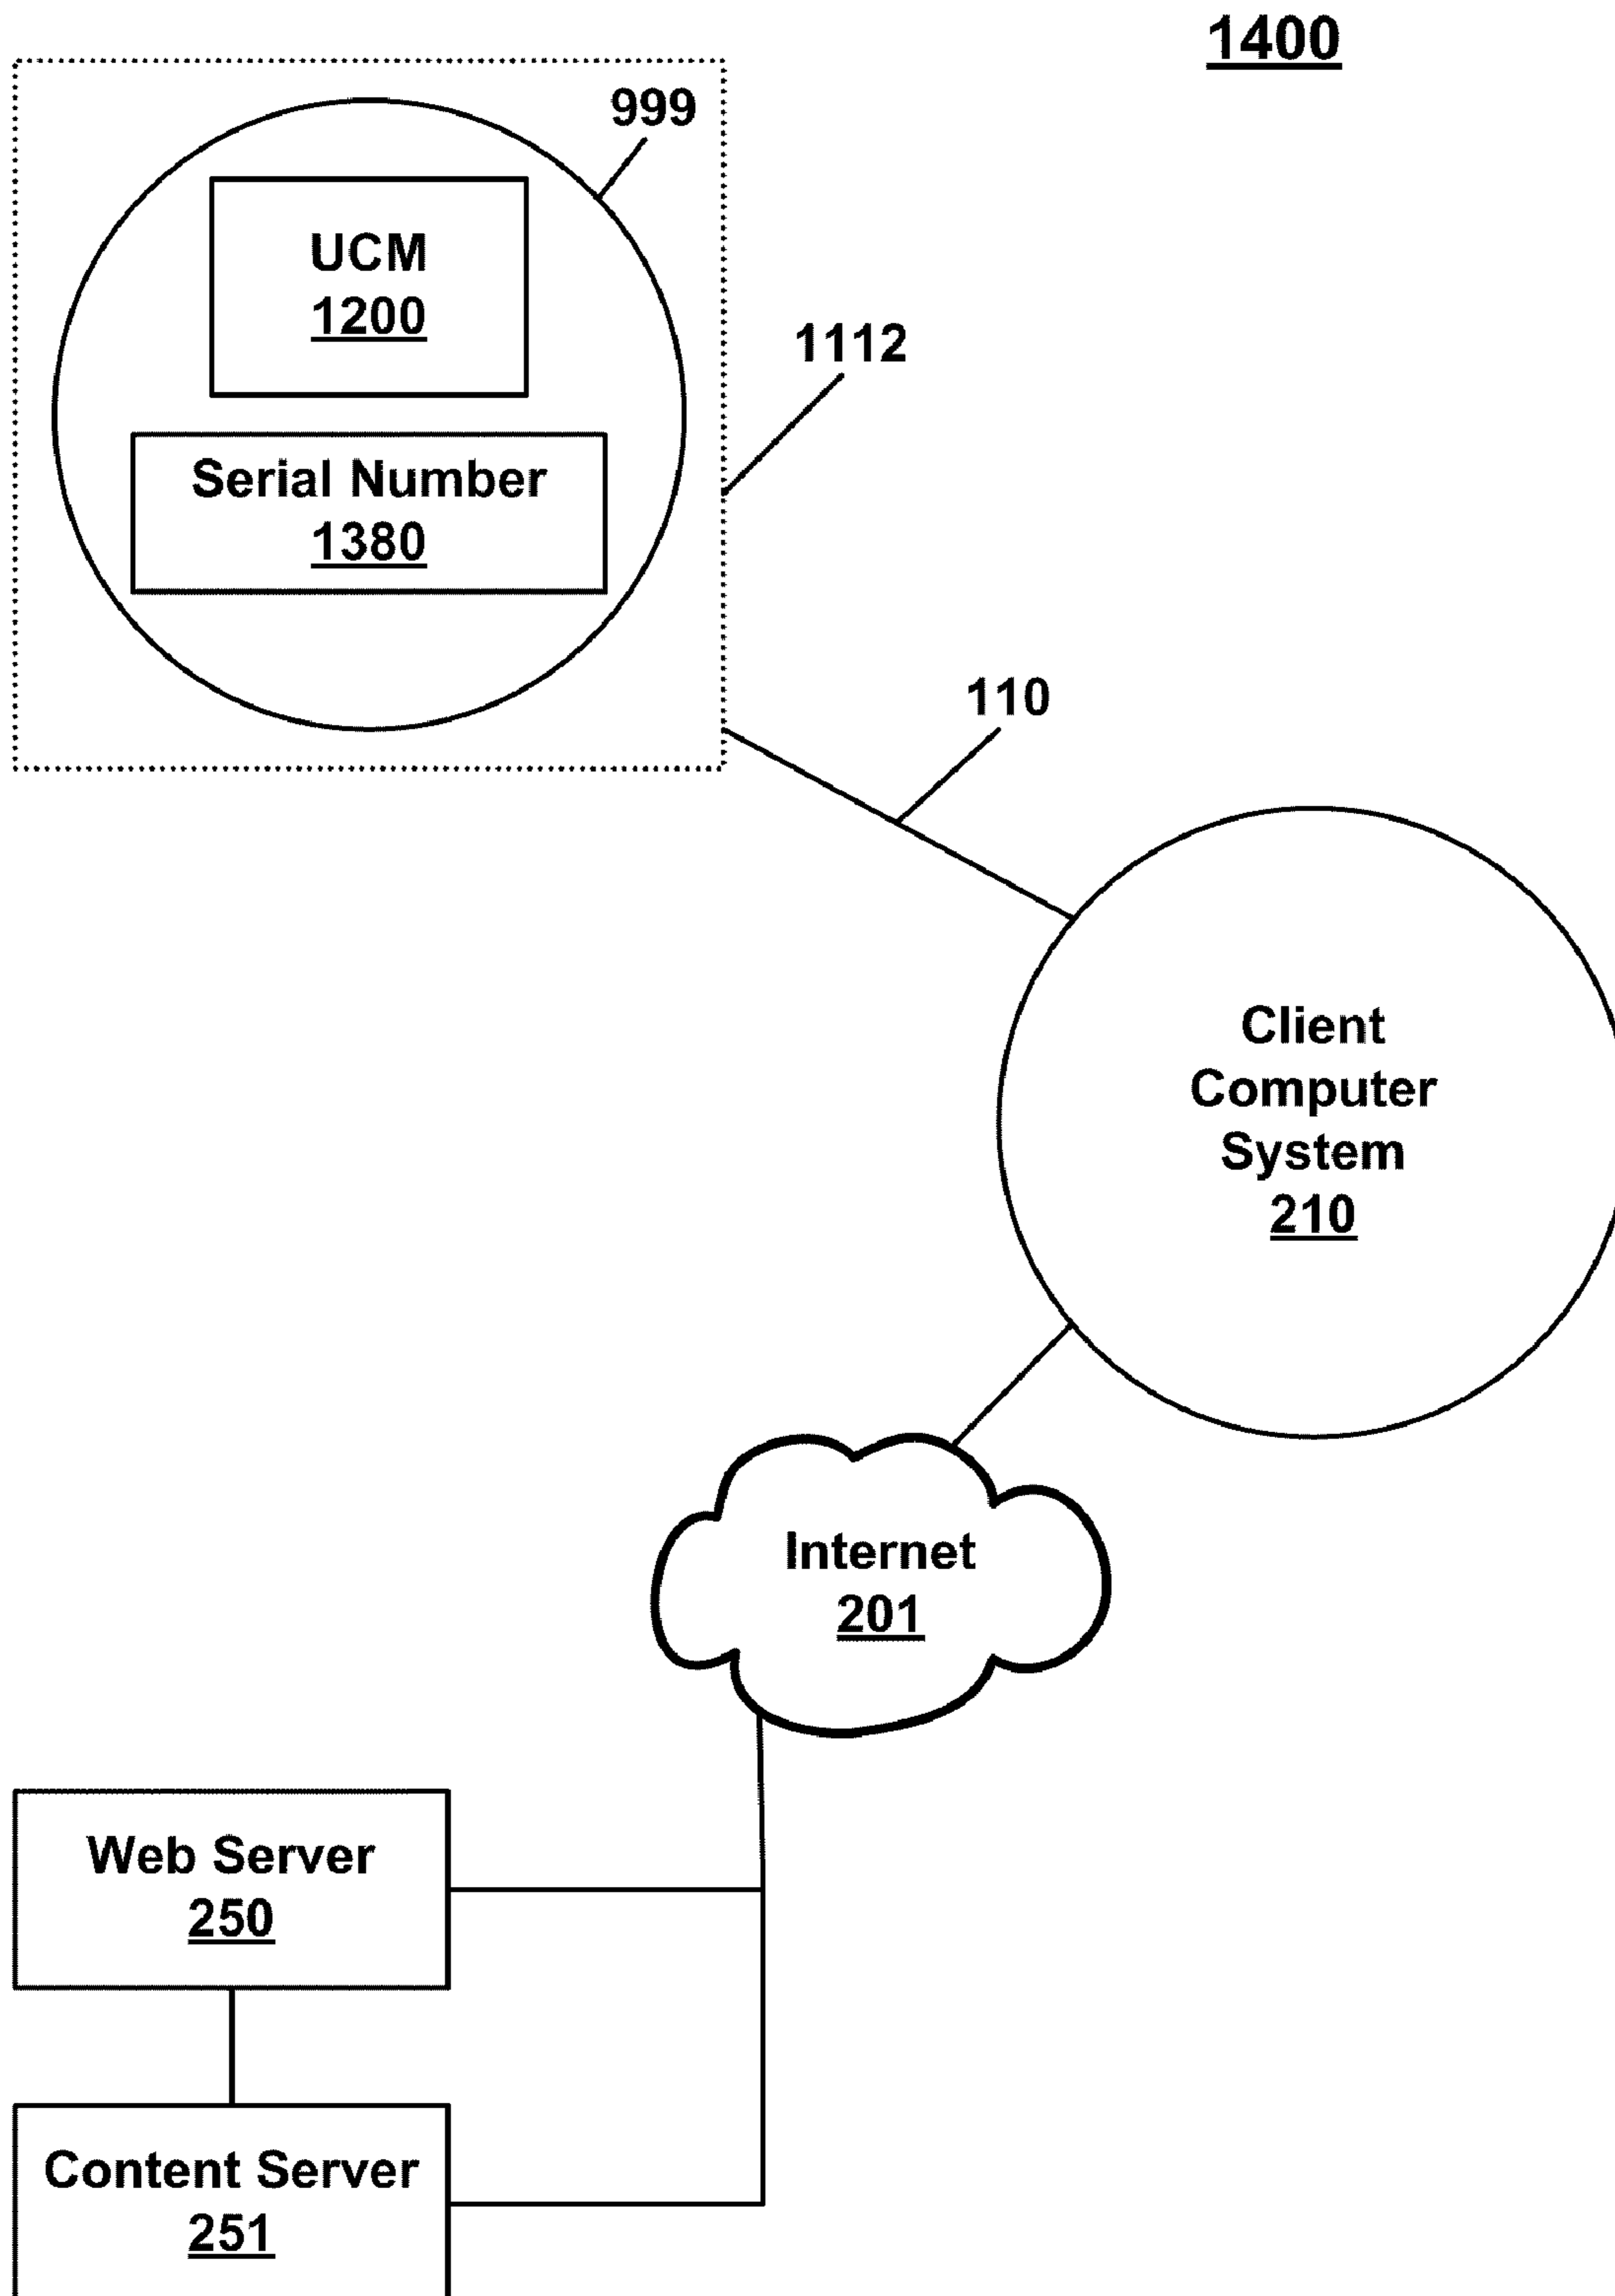 1400
999
UCM
1200
1112
Serial Number
1380
110
Client
Computer
System
210
Internet
201
Web Server
250
Content Server
251